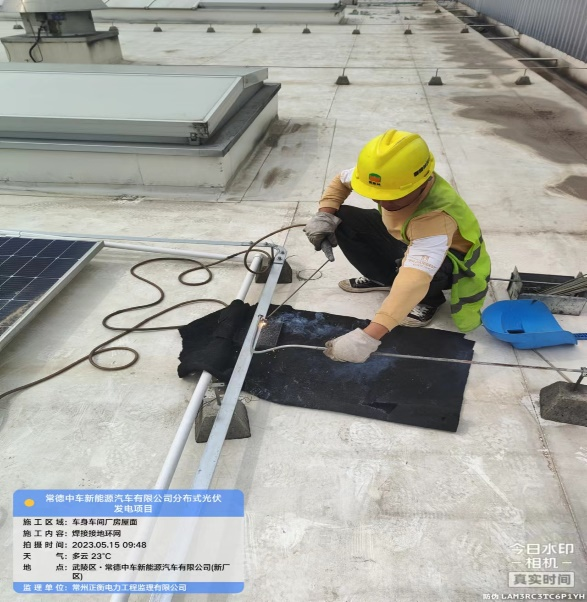 常德中车新能源汽车有限公司分布式光伏
发电项目
施工区域：车身车间厂房屋面
施工内容：焊接接地环网
拍摄时间：2023.05.15 09:48
天　气：多云 23℃
地　点：武陵区·常德中车新能源汽车有限公司(新厂
区)
监理单位：常州正衡电力工程监理有限公司
今日水印
相机
真实时间
防伪 LAM3RC3TC6P1YH